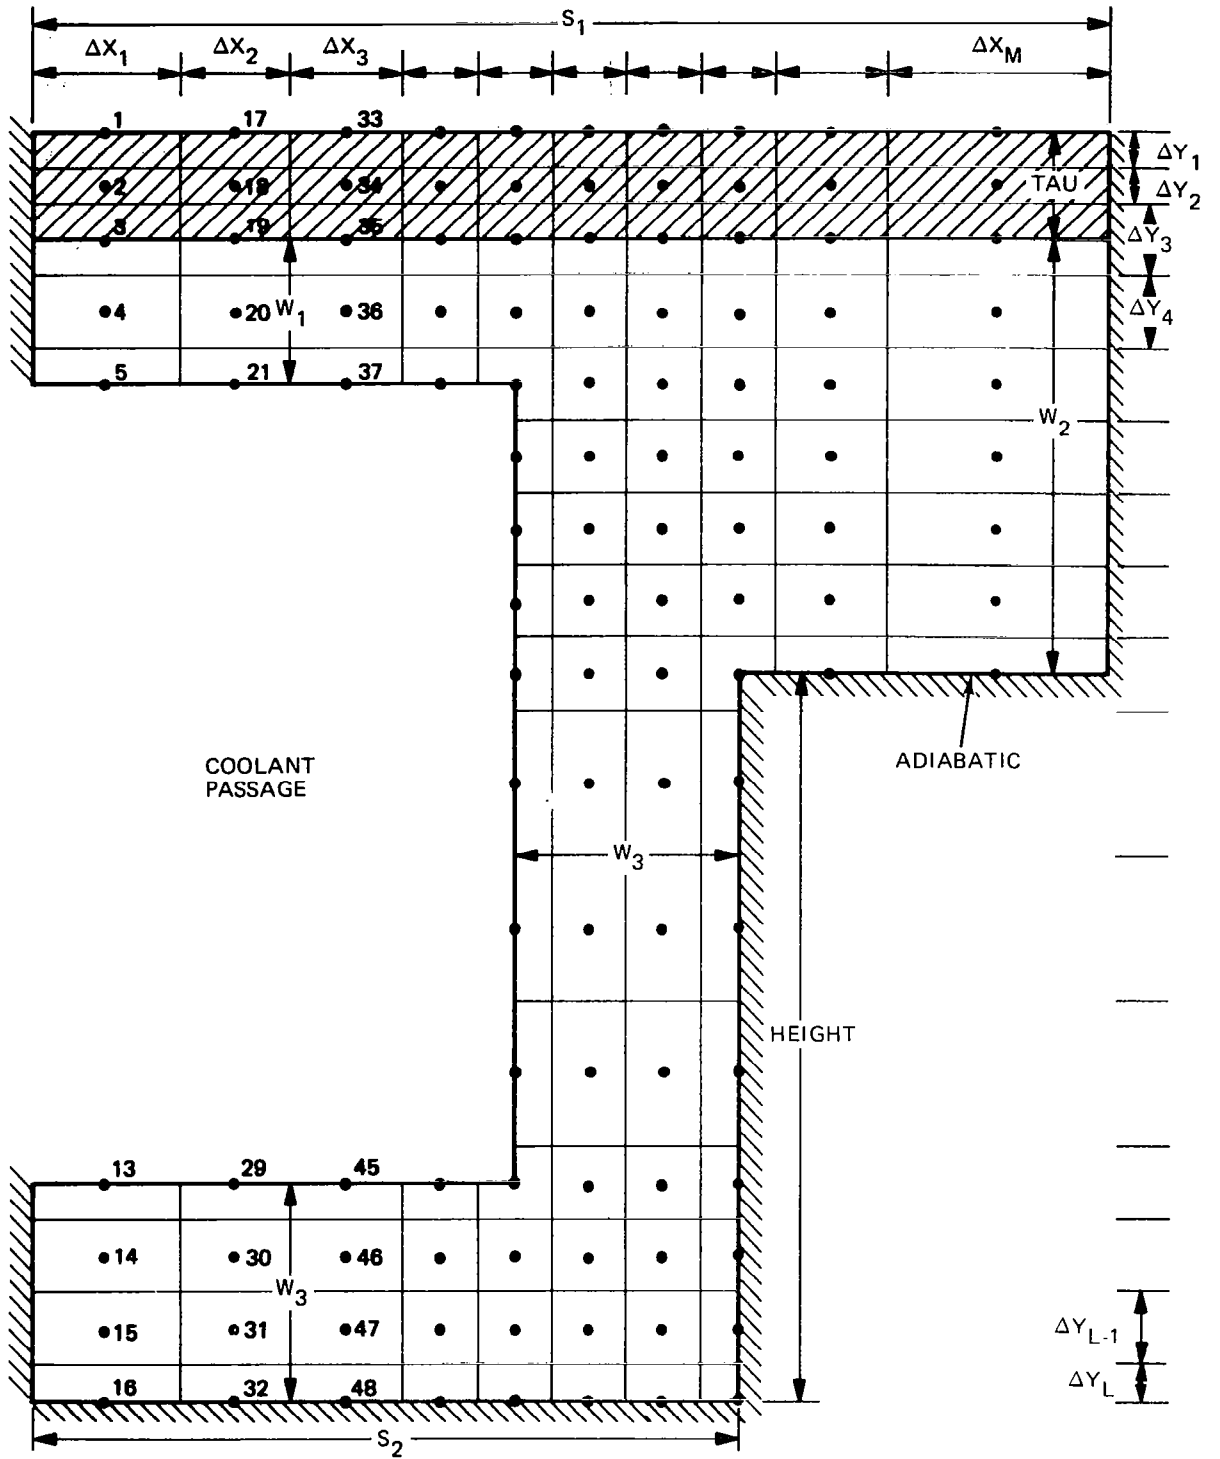 S1
ΔX1 ΔX2 ΔX3 ΔXM
1 17 33
ΔY1
2 18 34 TAU
ΔY2
3 19 35
ΔY3
4 20 W1 36
ΔY4
5 21 37
W2
COOLANT
PASSAGE
ADIABATIC
W3
HEIGHT
13 29 45
14 30 46
W3
15 31 47
ΔYL-1
16 32 48
ΔYL
S2